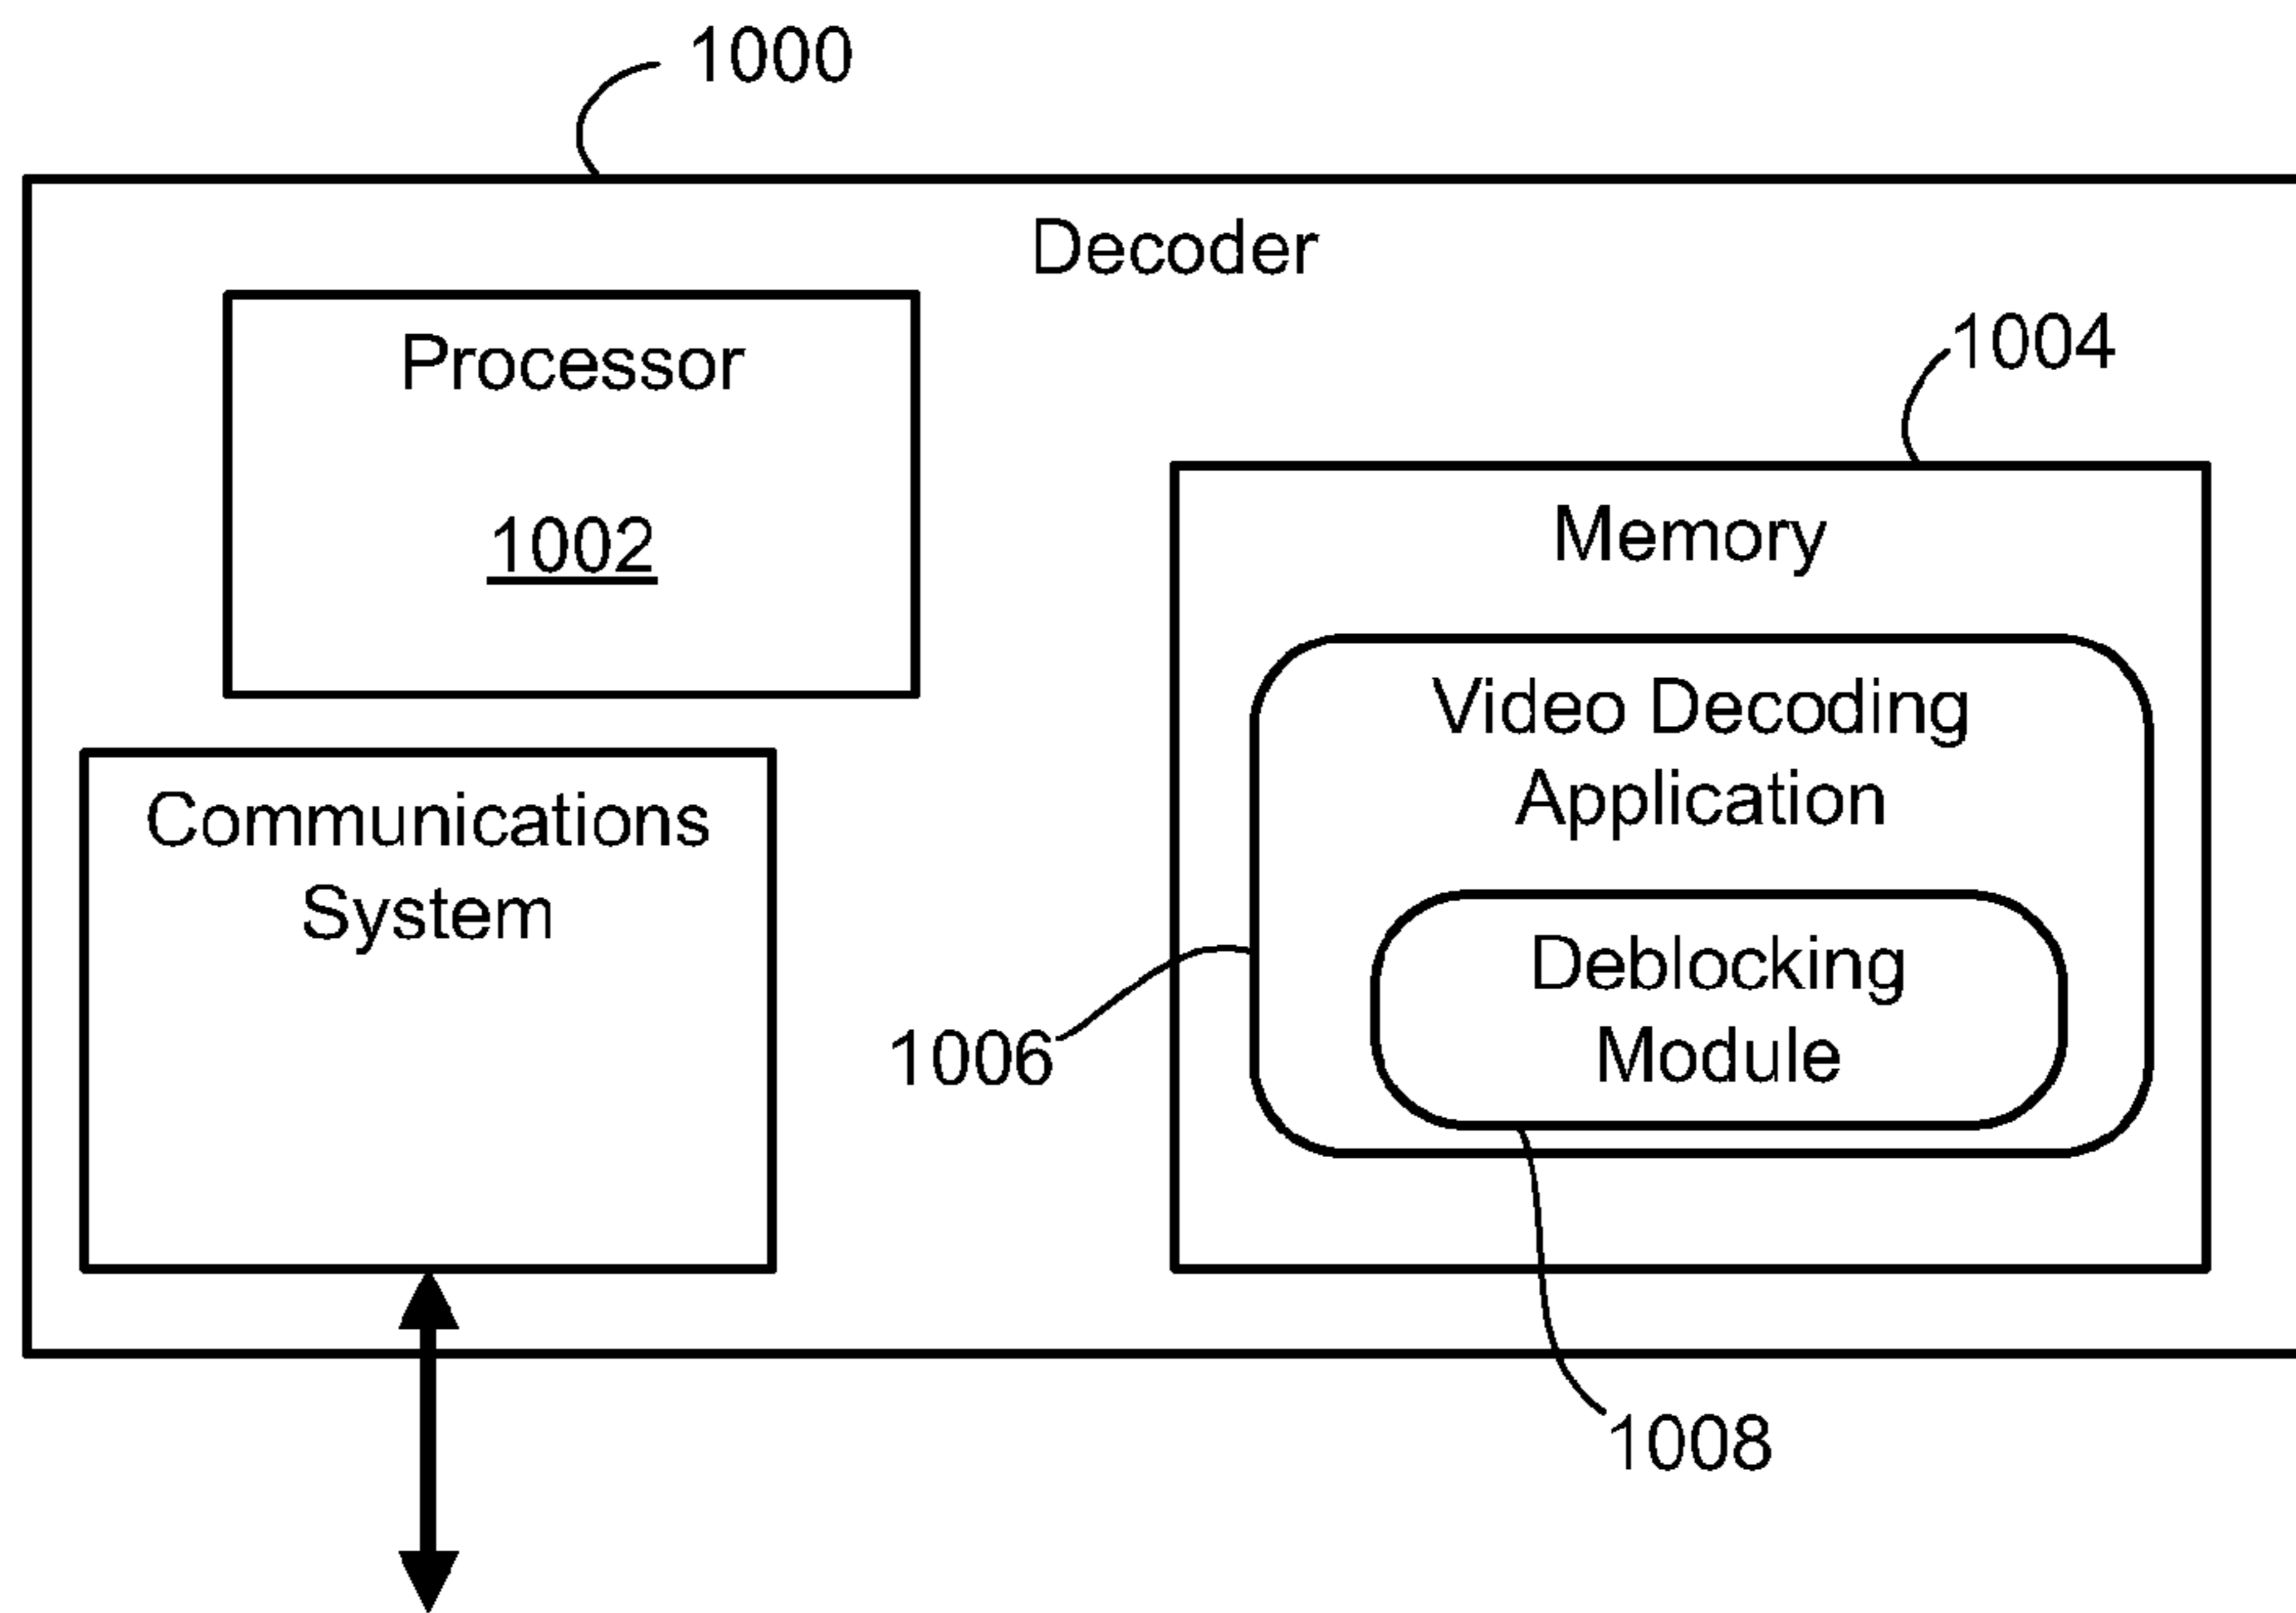 1000
Decoder
Processor
1002
1004
Memory
Video Decoding
Application
Communications
System
Deblocking
Module
1006
1008